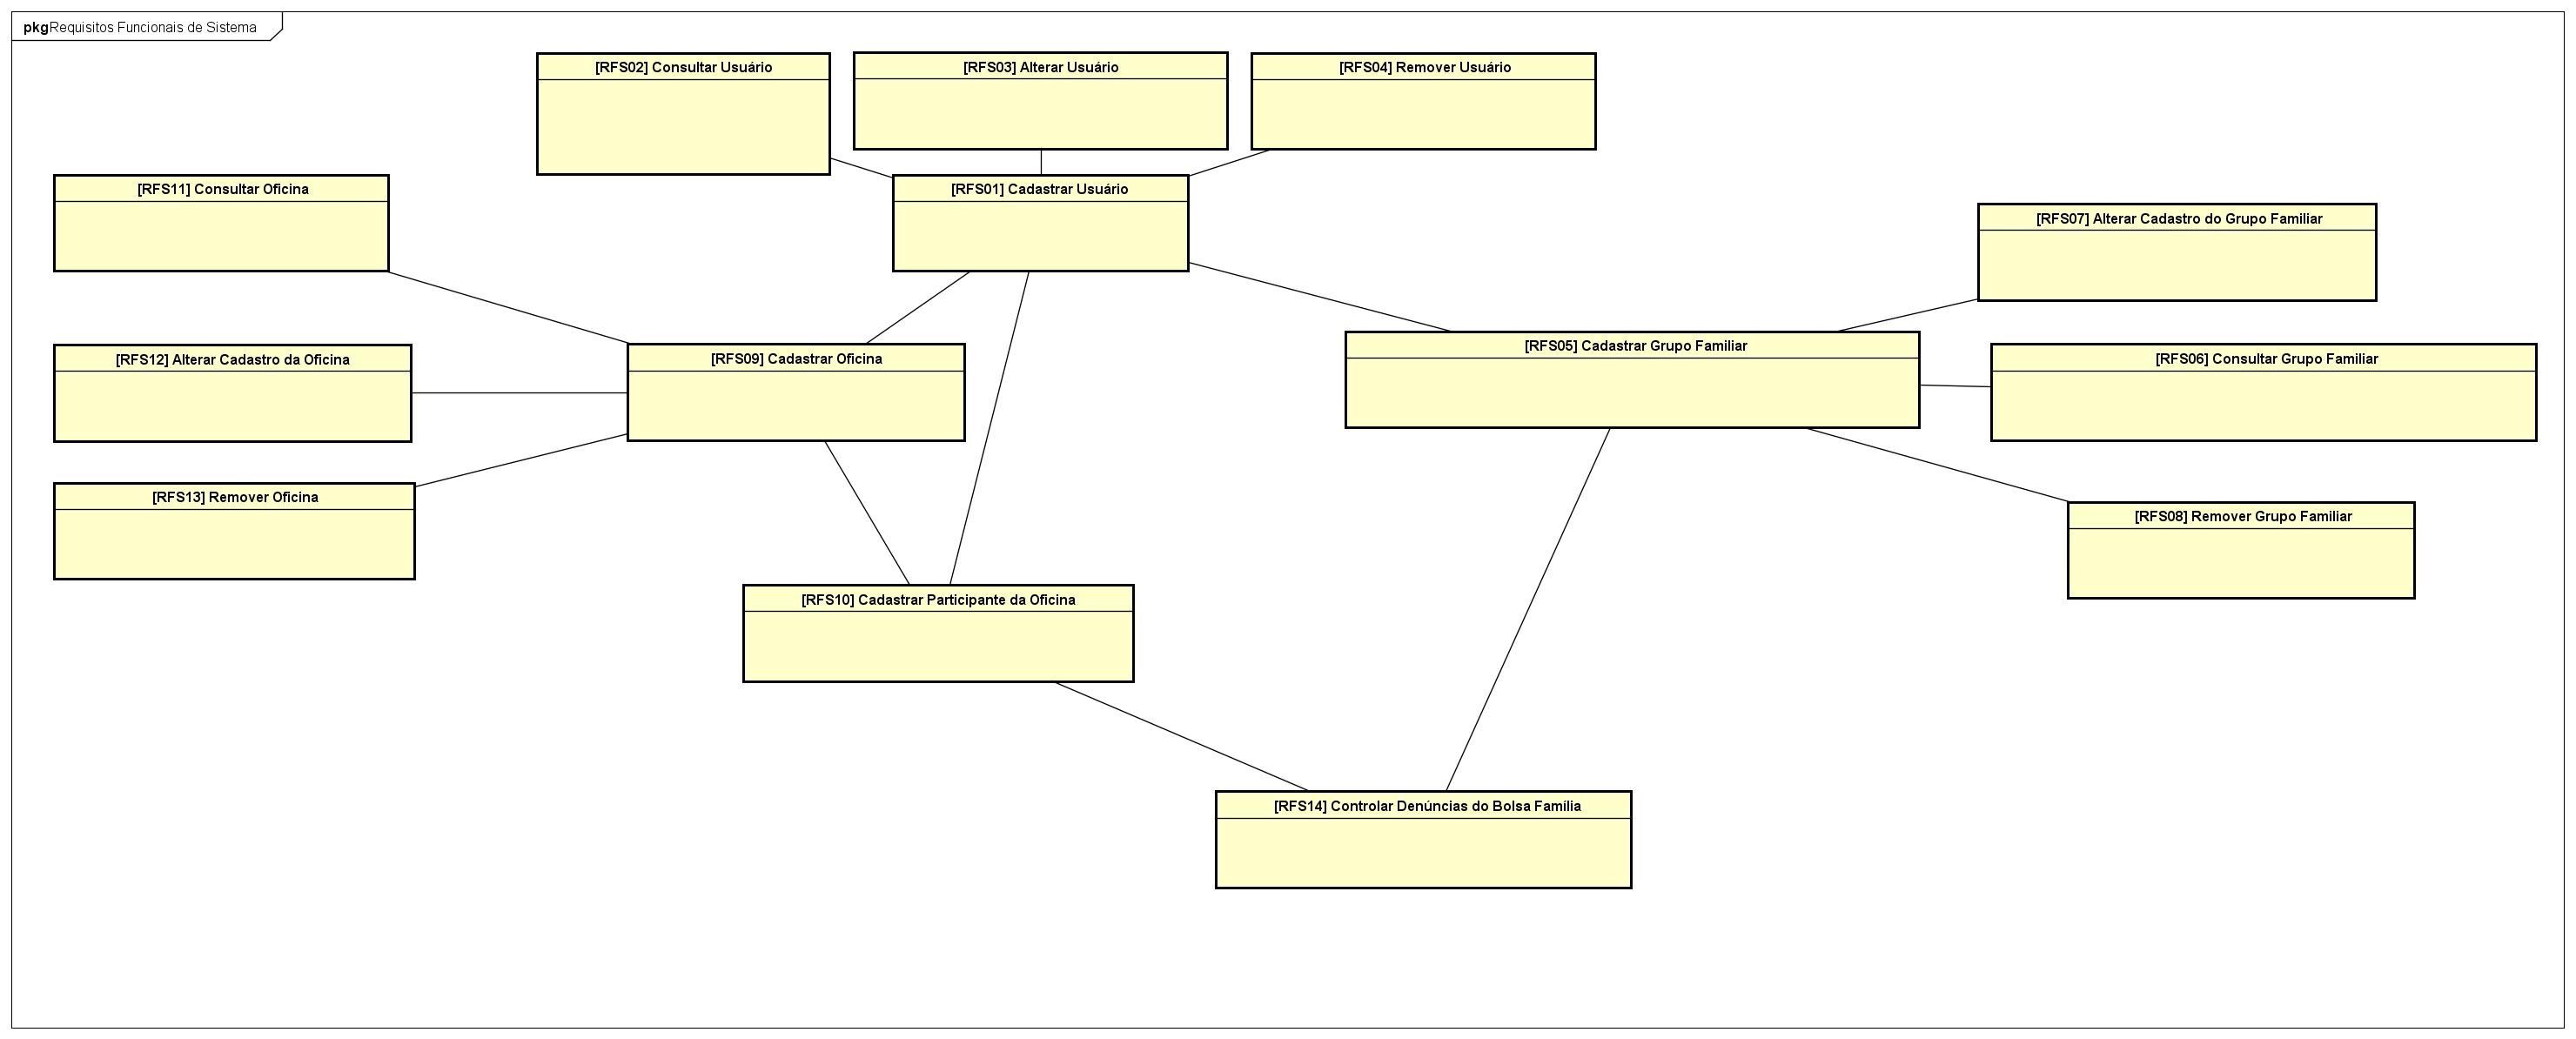 pkg Requisitos Funcionais de Sistema
[RFS02] Consultar Usuário
[RFS03] Alterar Usuário
[RFS04] Remover Usuário
[RFS11] Consultar Oficina
[RFS01] Cadastrar Usuário
[RFS07] Alterar Cadastro do Grupo Familiar
[RFS12] Alterar Cadastro da Oficina
[RFS09] Cadastrar Oficina
[RFS05] Cadastrar Grupo Familiar
[RFS06] Consultar Grupo Familiar
[RFS13] Remover Oficina
[RFS08] Remover Grupo Familiar
[RFS10] Cadastrar Participante da Oficina
[RFS14] Controlar Denúncias do Bolsa Família